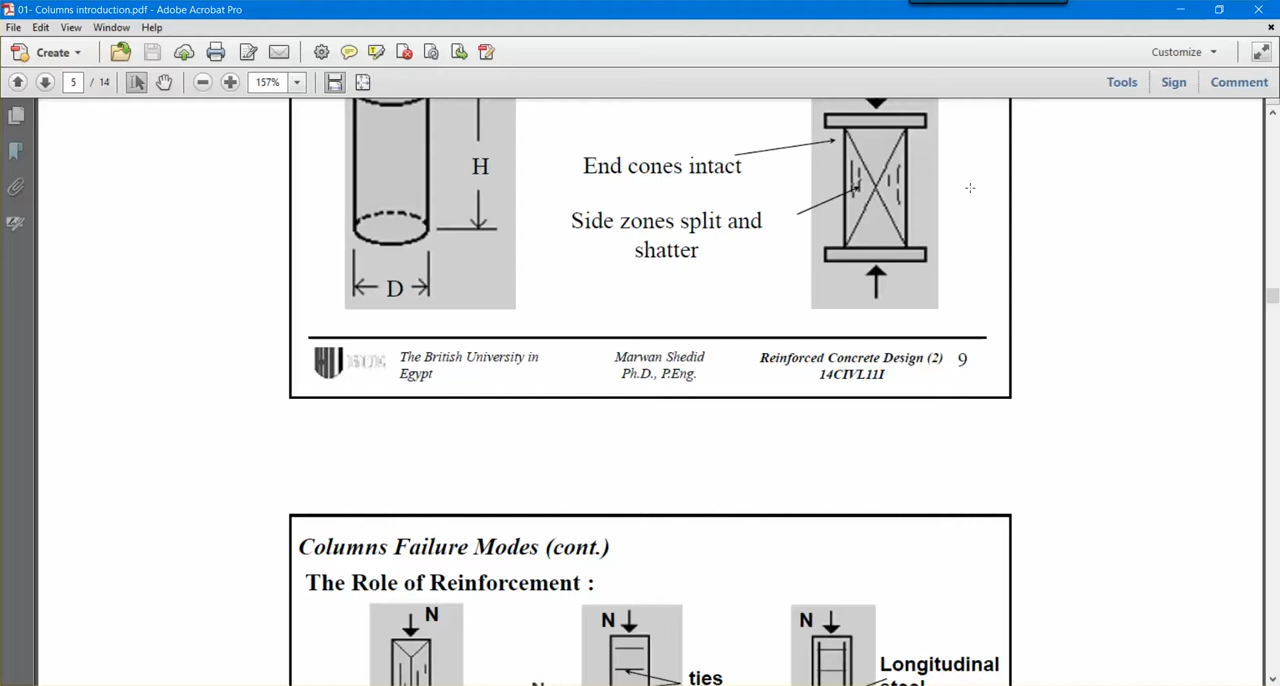 01- Columns introduction.pdf - Adobe Acrobat Pro
File Edit View Window Help
Create Customize
5 / 14 157% Tools Sign Comment
H
End cones intact
Side zones split and
shatter
D
The British University in
Egypt
Marwan Shedid
Ph.D., P.Eng.
Reinforced Concrete Design (2)
14CIVL11I
9
Columns Failure Modes (cont.)
The Role of Reinforcement :
N
N
N
ties
Longitudinal